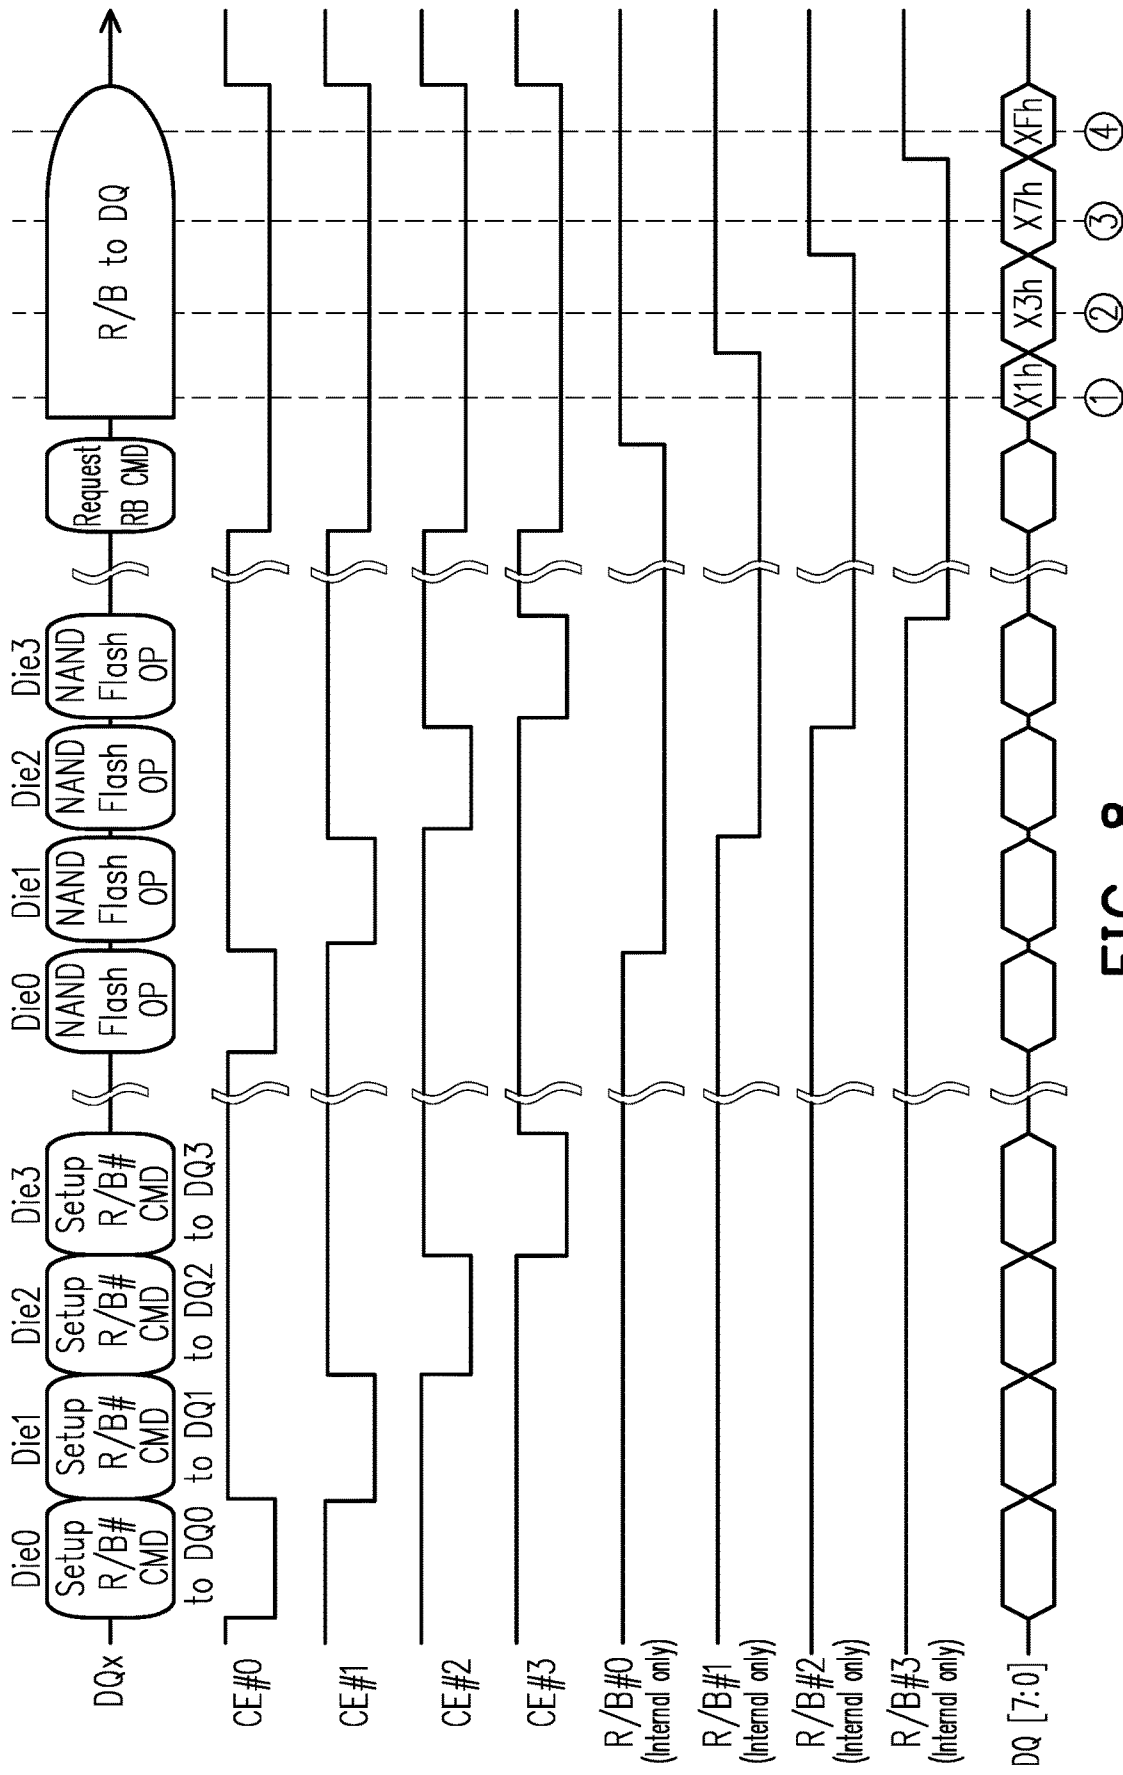 Die0
Die1
Die2
Die3
Die0
Die1
Die2
Die3
DQx
Setup
R/B#
CMD
Setup
R/B#
CMD
Setup
R/B#
CMD
Setup
R/B#
CMD
NAND
Flash
OP
NAND
Flash
OP
NAND
Flash
OP
NAND
Flash
OP
Request
RB CMD
R/B to DQ
to DQ0
to DQ1
to DQ2
to DQ3
CE#0
CE#1
CE#2
CE#3
R/B#0
(Internal only)
R/B#1
(Internal only)
R/B#2
(Internal only)
R/B#3
(Internal only)
DQ [7:0]
X1h
X3h
X7h
XFh
1
2
3
4